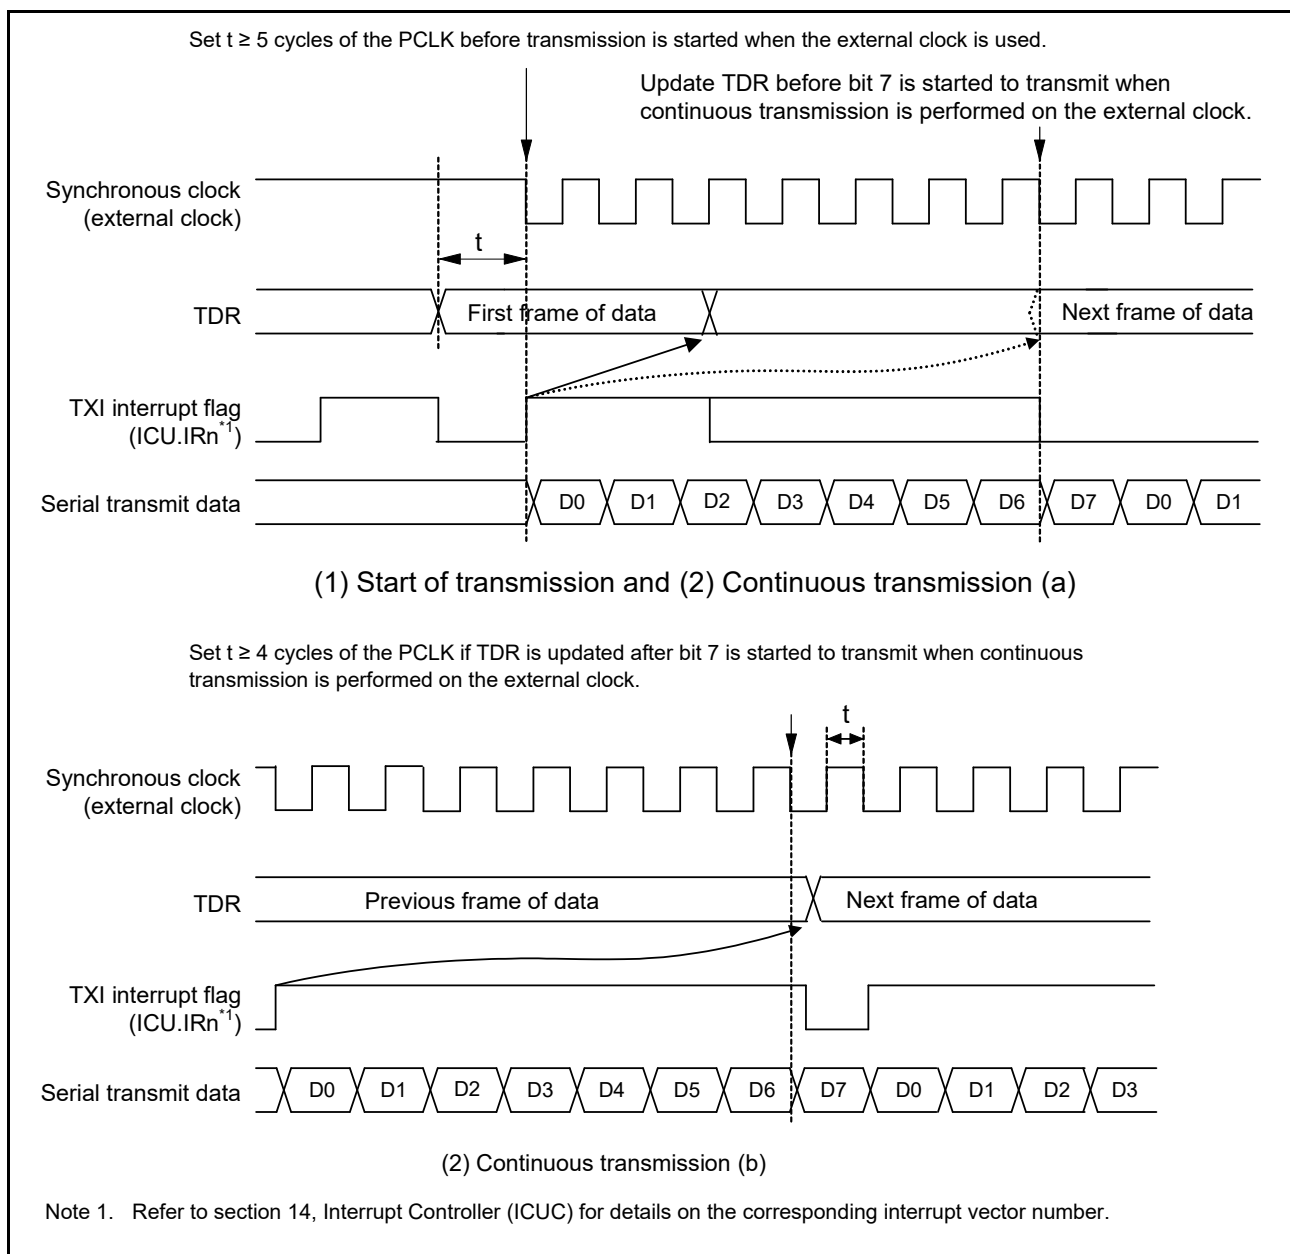 Set t ≥ 5 cycles of the PCLK before transmission is started when the external clock is used.
Update TDR before bit 7 is started to transmit when
continuous transmission is performed on the external clock.
Synchronous clock
(external clock)
t
TDR
First frame of data
Next frame of data
TXI interrupt flag
(ICU.IRn*1)
Serial transmit data
D0 D1 D2 D3 D4 D5 D6 D7 D0 D1
(1) Start of transmission and (2) Continuous transmission (a)
Set t ≥ 4 cycles of the PCLK if TDR is updated after bit 7 is started to transmit when continuous
transmission is performed on the external clock.
t
Synchronous clock
(external clock)
TDR
Previous frame of data
Next frame of data
TXI interrupt flag
(ICU.IRn*1)
Serial transmit data
D0 D1 D2 D3 D4 D5 D6 D7 D0 D1 D2 D3
(2) Continuous transmission (b)
Note 1. Refer to section 14, Interrupt Controller (ICUC) for details on the corresponding interrupt vector number.